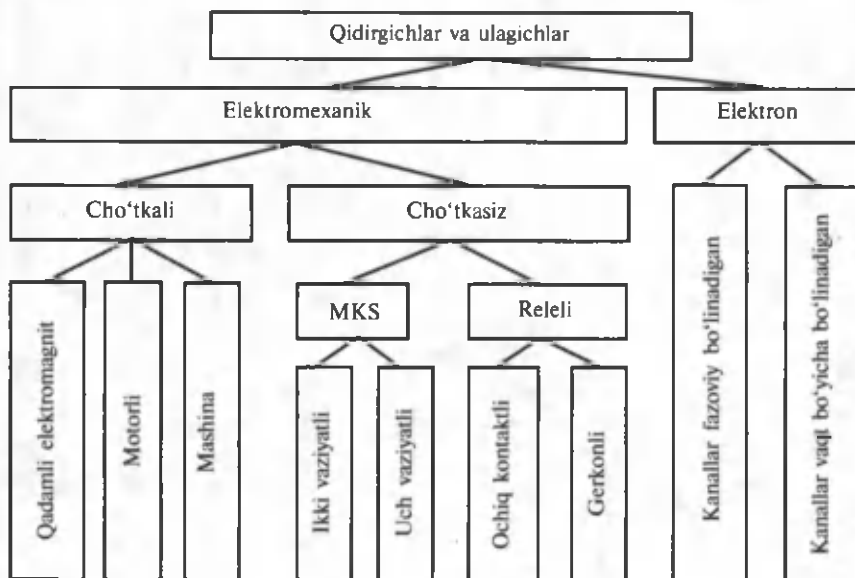 Qidirgichlar va ulagichlar
Elektromexanik
Elektron
Cho‘tkali
Cho‘tkasiz
MKS
Releli
Qadamli elektromagnit
Motorli
Mashina
Ikki vaziyatli
Uch vaziyatli
Ochiq kontaktli
Gerkonli
Kanallar fazoviy bo‘linadigan
Kanallar vaqt bo‘yicha bo‘linadigan